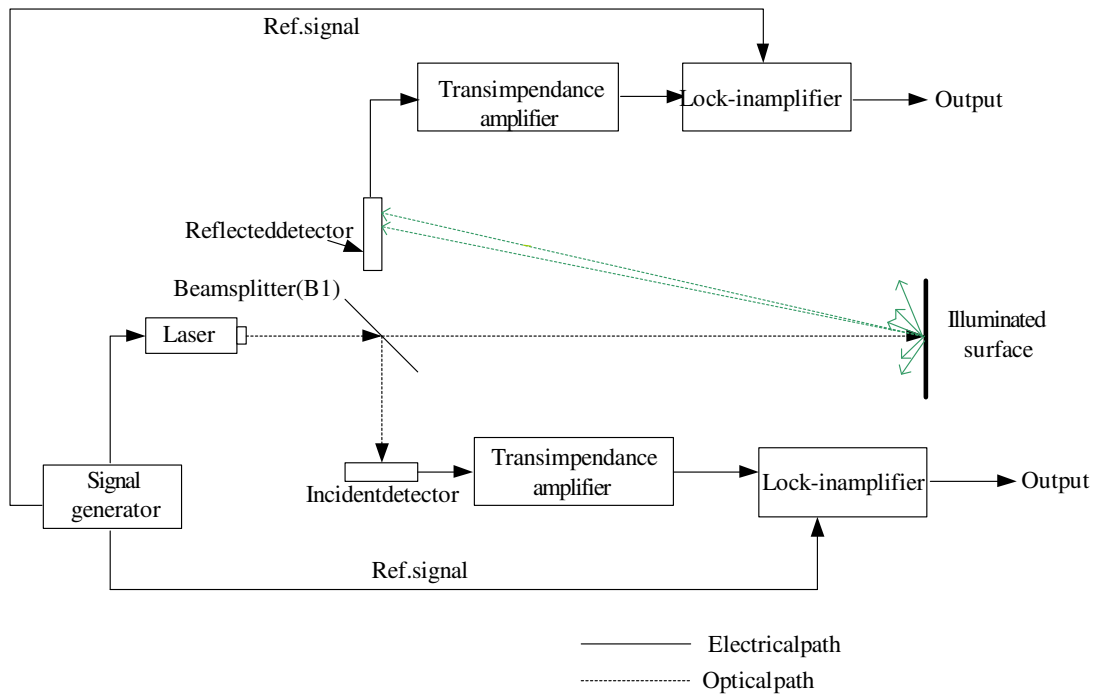 Ref.signal
Transimpendance
amplifier
Lock-inamplifier
Output
Reflecteddetector
Beamsplitter(B1)
Laser
Illuminated
surface
Signal
generator
Incidentdetector
Transimpendance
amplifier
Lock-inamplifier
Output
Ref.signal
Electricalpath
Opticalpath